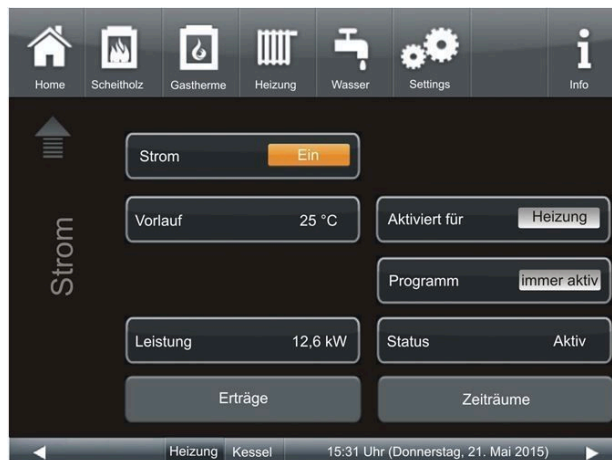 Home Scheitholz Gastherme Heizung Wasser Settings Info
Strom
Strom Ein
Vorlauf 25 °C
Aktiviert für Heizung
Programm immer aktiv
Leistung 12,6 kW
Status Aktiv
Erträge
Zeiträume
Heizung Kessel 15:31 Uhr (Donnerstag, 21. Mai 2015)